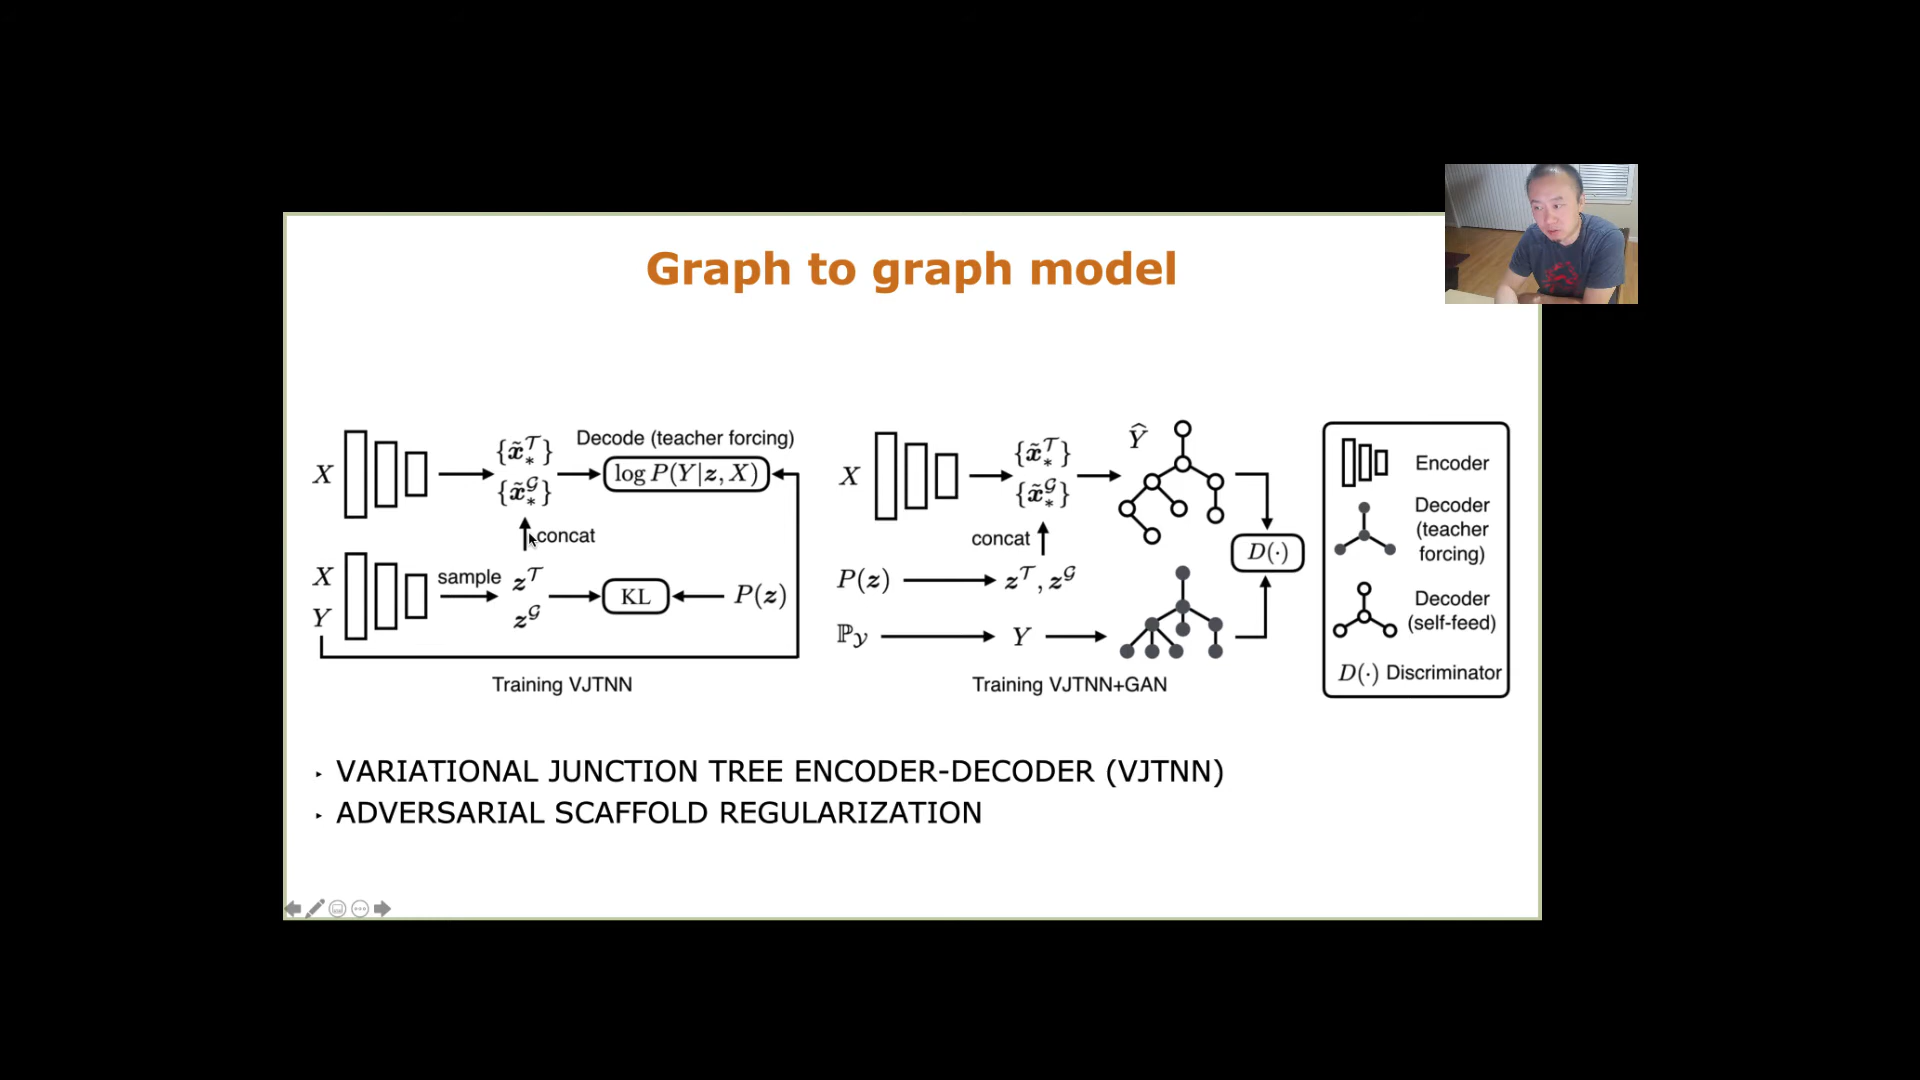 Graph to graph model
X
{x̃_*^𝒯}
{x̃_*^𝒢}
Decode (teacher forcing)
log P(Y|z, X)
concat
X
Y
sample
z^𝒯
z^𝒢
KL
P(z)
Training VJTNN
X
{x̃_*^𝒯}
{x̃_*^𝒢}
Ŷ
concat
P(z)
z^𝒯, z^𝒢
ℙ_𝒴
Y
D(·)
Training VJTNN+GAN
Encoder
Decoder
(teacher
forcing)
Decoder
(self-feed)
D(·) Discriminator
▸ VARIATIONAL JUNCTION TREE ENCODER-DECODER (VJTNN)
▸ ADVERSARIAL SCAFFOLD REGULARIZATION